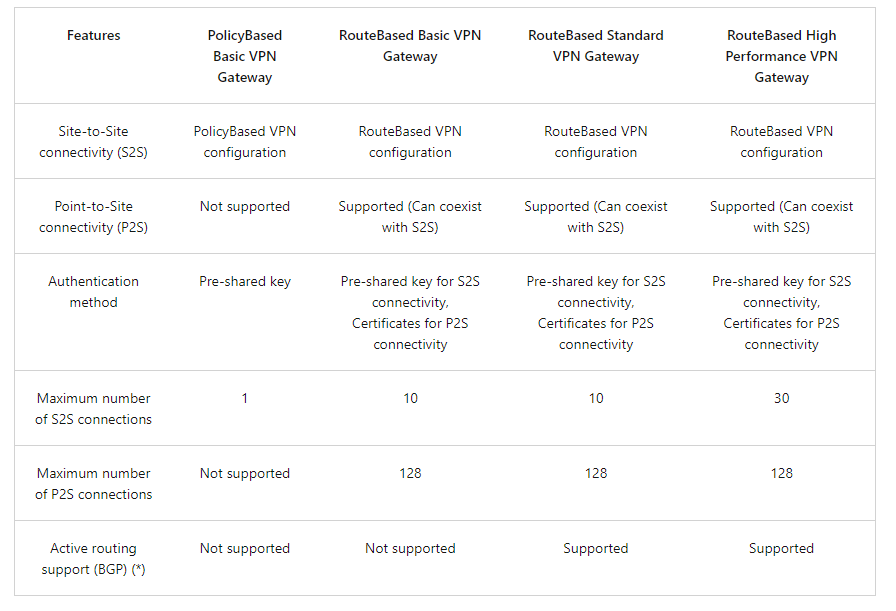 Features
PolicyBased
Basic VPN
Gateway
RouteBased Basic VPN
Gateway
RouteBased Standard
VPN Gateway
RouteBased High
Performance VPN
Gateway
Site-to-Site
connectivity (S2S)
PolicyBased VPN
configuration
RouteBased VPN
configuration
RouteBased VPN
configuration
RouteBased VPN
configuration
Point-to-Site
connectivity (P2S)
Not supported
Supported (Can coexist
with S2S)
Supported (Can coexist
with S2S)
Supported (Can coexist
with S2S)
Authentication
method
Pre-shared key
Pre-shared key for S2S
connectivity,
Certificates for P2S
connectivity
Pre-shared key for S2S
connectivity,
Certificates for P2S
connectivity
Pre-shared key for S2S
connectivity,
Certificates for P2S
connectivity
Maximum number
of S2S connections
1
10
10
30
Maximum number
of P2S connections
Not supported
128
128
128
Active routing
support (BGP) (*)
Not supported
Not supported
Supported
Supported